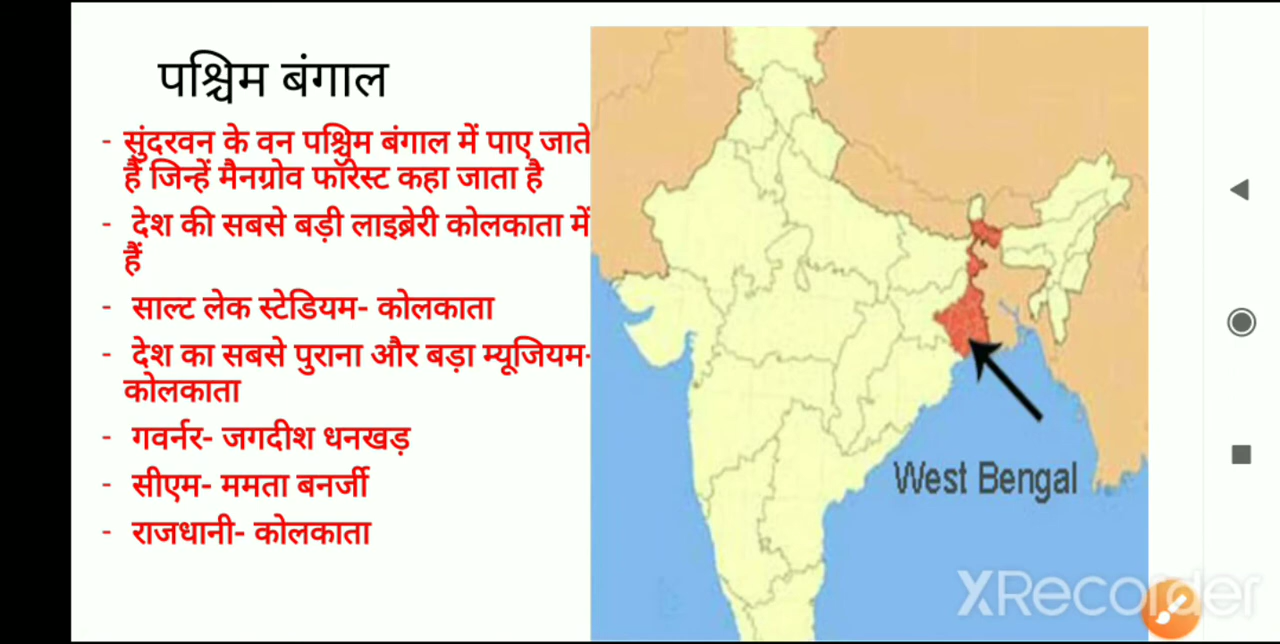 पश्चिम बंगाल
- सुंदरवन के वन पश्चिम बंगाल में पाए जाते
हैं जिन्हें मैनग्रोव फॉरेस्ट कहा जाता है
- देश की सबसे बड़ी लाइब्रेरी कोलकाता में
हैं
- साल्ट लेक स्टेडियम- कोलकाता
- देश का सबसे पुराना और बड़ा म्यूजियम-
कोलकाता
- गवर्नर- जगदीश धनखड़
- सीएम- ममता बनर्जी
- राजधानी- कोलकाता
West Bengal
XRecorder